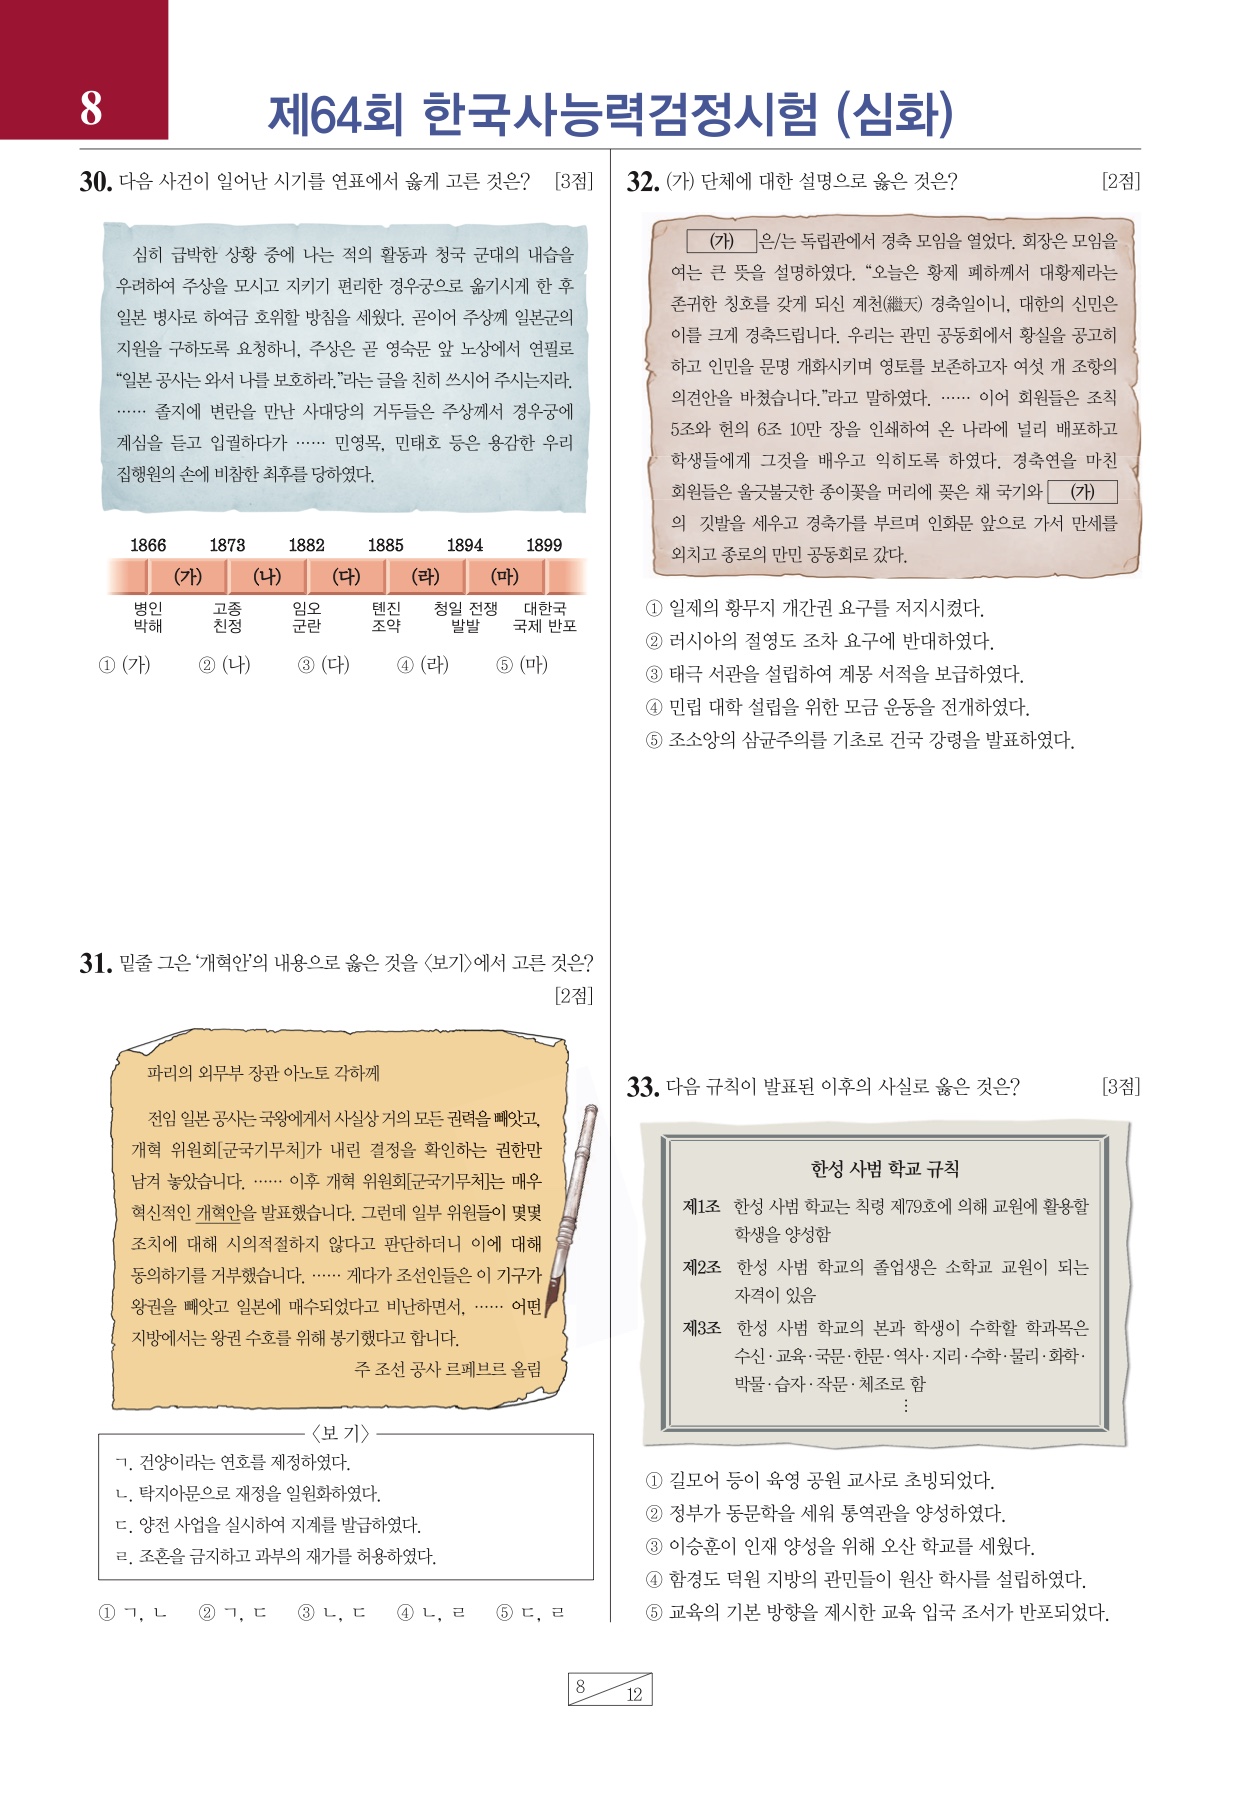 8
제64회 한국사능력검정시험 (심화)
30. 다음 사건이 일어난 시기를 연표에서 옳게 고른 것은? [3점]
심히 급박한 상황 중에 나는 적의 활동과 청국 군대의 내습을
우려하여 주상을 모시고 지키기 편리한 경우궁으로 옮기시게 한 후
일본 병사로 하여금 호위할 방침을 세웠다. 곧이어 주상께 일본군의
지원을 구하도록 요청하니, 주상은 곧 영숙문 앞 노상에서 연필로
“일본 공사는 와서 나를 보호하라.”라는 글을 친히 쓰시어 주시는지라.
…… 졸지에 변란을 만난 사대당의 거두들은 주상께서 경우궁에
계심을 듣고 입궐하다가 …… 민영목, 민태호 등은 용감한 우리
집행원의 손에 비참한 최후를 당하였다.
1866 1873 1882 1885 1894 1899
(가) (나) (다) (라) (마)
병인 고종 임오 톈진 청일 전쟁 대한국
박해 친정 군란 조약 발발 국제 반포
① (가) ② (나) ③ (다) ④ (라) ⑤ (마)
31. 밑줄 그은 ‘개혁안’의 내용으로 옳은 것을 〈보기〉에서 고른 것은?
[2점]
파리의 외무부 장관 아노토 각하께
전임 일본 공사는 국왕에게서 사실상 거의 모든 권력을 빼앗고,
개혁 위원회[군국기무처]가 내린 결정을 확인하는 권한만
남겨 놓았습니다. …… 이후 개혁 위원회[군국기무처]는 매우
혁신적인 개혁안을 발표했습니다. 그런데 일부 위원들이 몇몇
조치에 대해 시의적절하지 않다고 판단하더니 이에 대해
동의하기를 거부했습니다. …… 게다가 조선인들은 이 기구가
왕권을 빼앗고 일본에 매수되었다고 비난하면서, …… 어떤
지방에서는 왕권 수호를 위해 봉기했다고 합니다.
주 조선 공사 르페브르 올림
〈보 기〉
ㄱ. 건양이라는 연호를 제정하였다.
ㄴ. 탁지아문으로 재정을 일원화하였다.
ㄷ. 양전 사업을 실시하여 지계를 발급하였다.
ㄹ. 조혼을 금지하고 과부의 재가를 허용하였다.
① ㄱ, ㄴ ② ㄱ, ㄷ ③ ㄴ, ㄷ ④ ㄴ, ㄹ ⑤ ㄷ, ㄹ
32. (가) 단체에 대한 설명으로 옳은 것은? [2점]
(가) 은/는 독립관에서 경축 모임을 열었다. 회장은 모임을
여는 큰 뜻을 설명하였다. “오늘은 황제 폐하께서 대황제라는
존귀한 칭호를 갖게 되신 계천(繼天) 경축일이니, 대한의 신민은
이를 크게 경축드립니다. 우리는 관민 공동회에서 황실을 공고히
하고 인민을 문명 개화시키며 영토를 보존하고자 여섯 개 조항의
의견안을 바쳤습니다.”라고 말하였다. …… 이어 회원들은 조칙
5조와 헌의 6조 10만 장을 인쇄하여 온 나라에 널리 배포하고
학생들에게 그것을 배우고 익히도록 하였다. 경축연을 마친
회원들은 울긋불긋한 종이꽃을 머리에 꽂은 채 국기와 (가)
의 깃발을 세우고 경축가를 부르며 인화문 앞으로 가서 만세를
외치고 종로의 만민 공동회로 갔다.
① 일제의 황무지 개간권 요구를 저지시켰다.
② 러시아의 절영도 조차 요구에 반대하였다.
③ 태극 서관을 설립하여 계몽 서적을 보급하였다.
④ 민립 대학 설립을 위한 모금 운동을 전개하였다.
⑤ 조소앙의 삼균주의를 기초로 건국 강령을 발표하였다.
33. 다음 규칙이 발표된 이후의 사실로 옳은 것은? [3점]
한성 사범 학교 규칙
제1조 한성 사범 학교는 칙령 제79호에 의해 교원에 활용할
학생을 양성함
제2조 한성 사범 학교의 졸업생은 소학교 교원이 되는
자격이 있음
제3조 한성 사범 학교의 본과 학생이 수학할 학과목은
수신·교육·국문·한문·역사·지리·수학·물리·화학·
박물·습자·작문·체조로 함
⋮
① 길모어 등이 육영 공원 교사로 초빙되었다.
② 정부가 동문학을 세워 통역관을 양성하였다.
③ 이승훈이 인재 양성을 위해 오산 학교를 세웠다.
④ 함경도 덕원 지방의 관민들이 원산 학사를 설립하였다.
⑤ 교육의 기본 방향을 제시한 교육 입국 조서가 반포되었다.
8
12